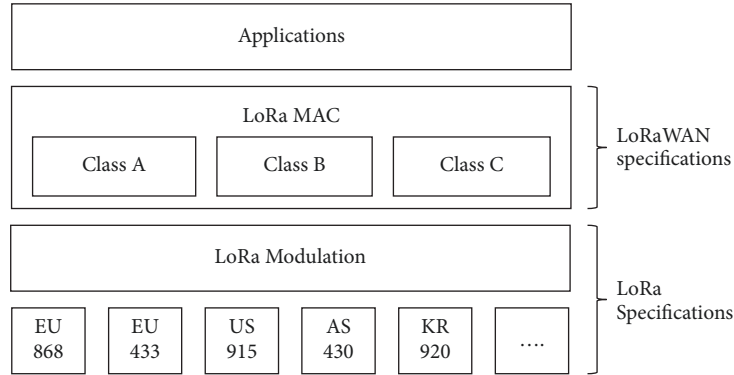 Applications
LoRa MAC
Class A
Class B
Class C
LoRaWAN
specifications
LoRa Modulation
LoRa
Specifications
EU
868
EU
433
US
915
AS
430
KR
920
....